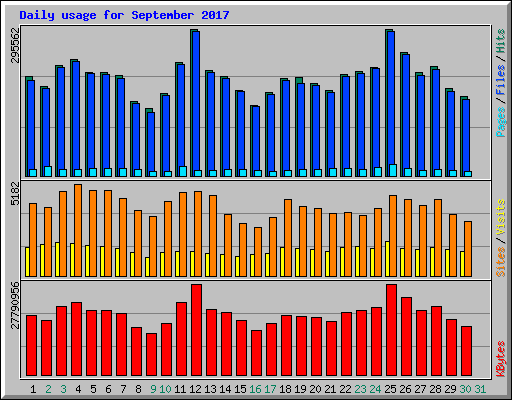 Daily usage for September 2017
295562
Pages / Files / Hits
5182
Sites / Visits
27790956
KBytes
1 2 3 4 5 6 7 8 9 10 11 12 13 14 15 16 17 18 19 20 21 22 23 24 25 26 27 28 29 30 31